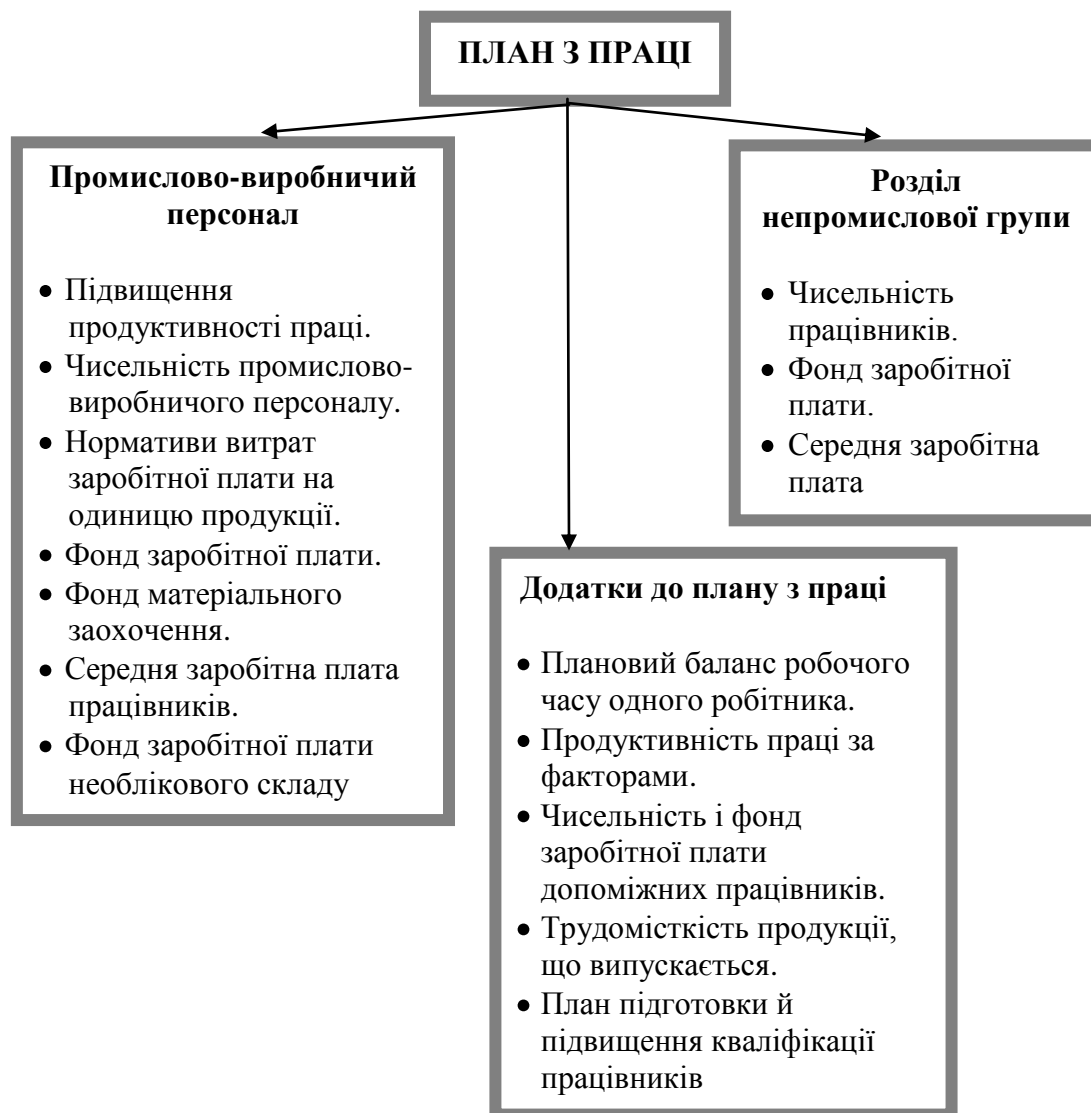 ПЛАН З ПРАЦІ
Промислово-виробничий
персонал
• Підвищення
продуктивності праці.
• Чисельність промислово-
виробничого персоналу.
• Нормативи витрат
заробітної плати на
одиницю продукції.
• Фонд заробітної плати.
• Фонд матеріального
заохочення.
• Середня заробітна плата
працівників.
• Фонд заробітної плати
необлікового складу
Розділ
непромислової групи
• Чисельність
працівників.
• Фонд заробітної
плати.
• Середня заробітна
плата
Додатки до плану з праці
• Плановий баланс робочого
часу одного робітника.
• Продуктивність праці за
факторами.
• Чисельність і фонд
заробітної плати
допоміжних працівників.
• Трудомісткість продукції,
що випускається.
• План підготовки й
підвищення кваліфікації
працівників